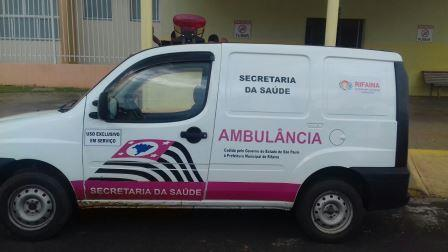 SECRETARIA
DA SAÚDE
RIFAINA
AMBULÂNCIA
Cedido pelo Governo do Estado de São Paulo
à Prefeitura Municipal de Rifaina
USO EXCLUSIVO
EM SERVIÇO
SECRETARIA DA SAÚDE